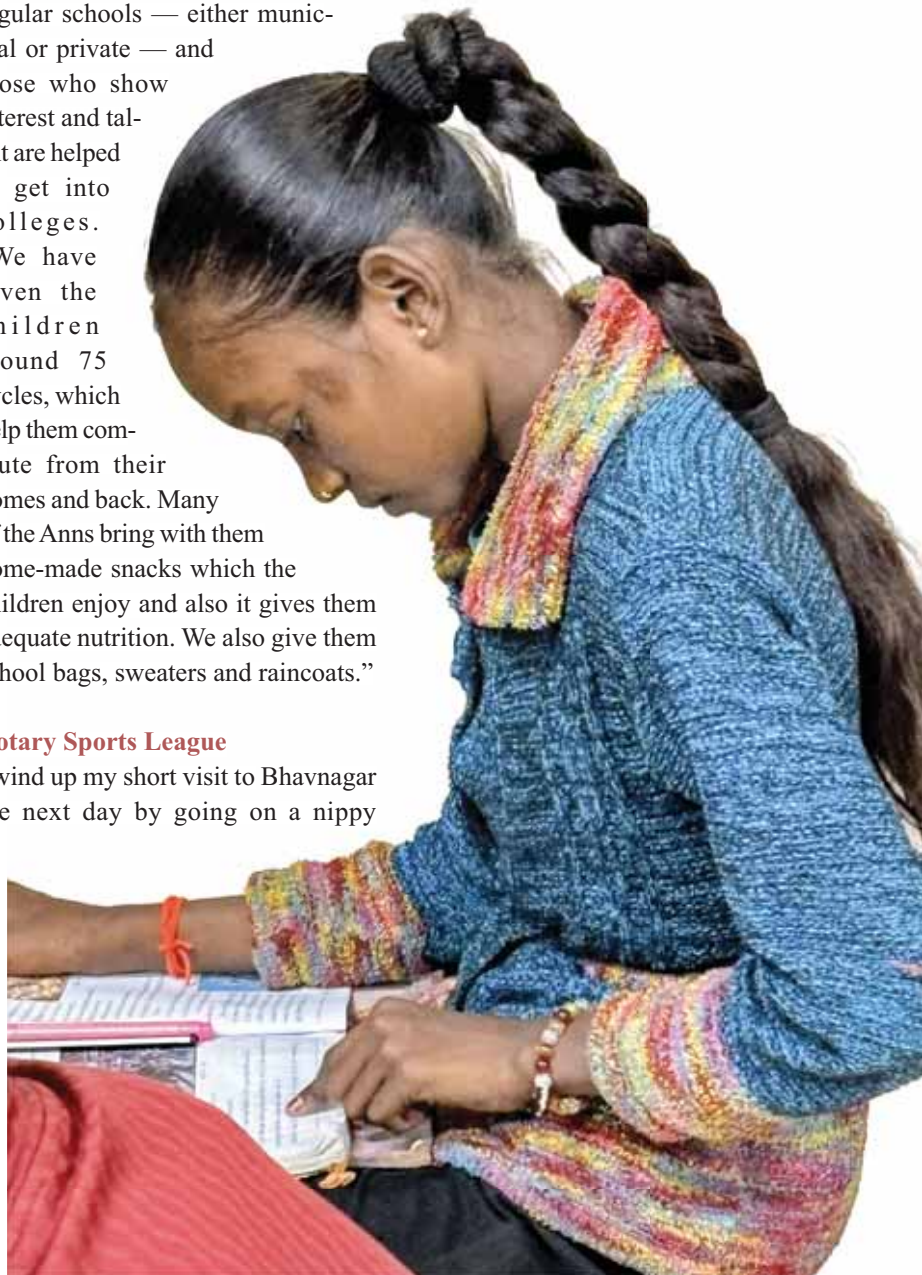 gular schools — either munic-
al or private — and
ose who show
terest and tal-
t are helped
get into
olleges.
We have
ven the
hildren
ound 75
ycles, which
elp them com-
ute from their
omes and back. Many
f the Anns bring with them
ome-made snacks which the
hildren enjoy and also it gives them
equate nutrition. We also give them
hool bags, sweaters and raincoats.”
otary Sports League
wind up my short visit to Bhavnagar
e next day by going on a nippy